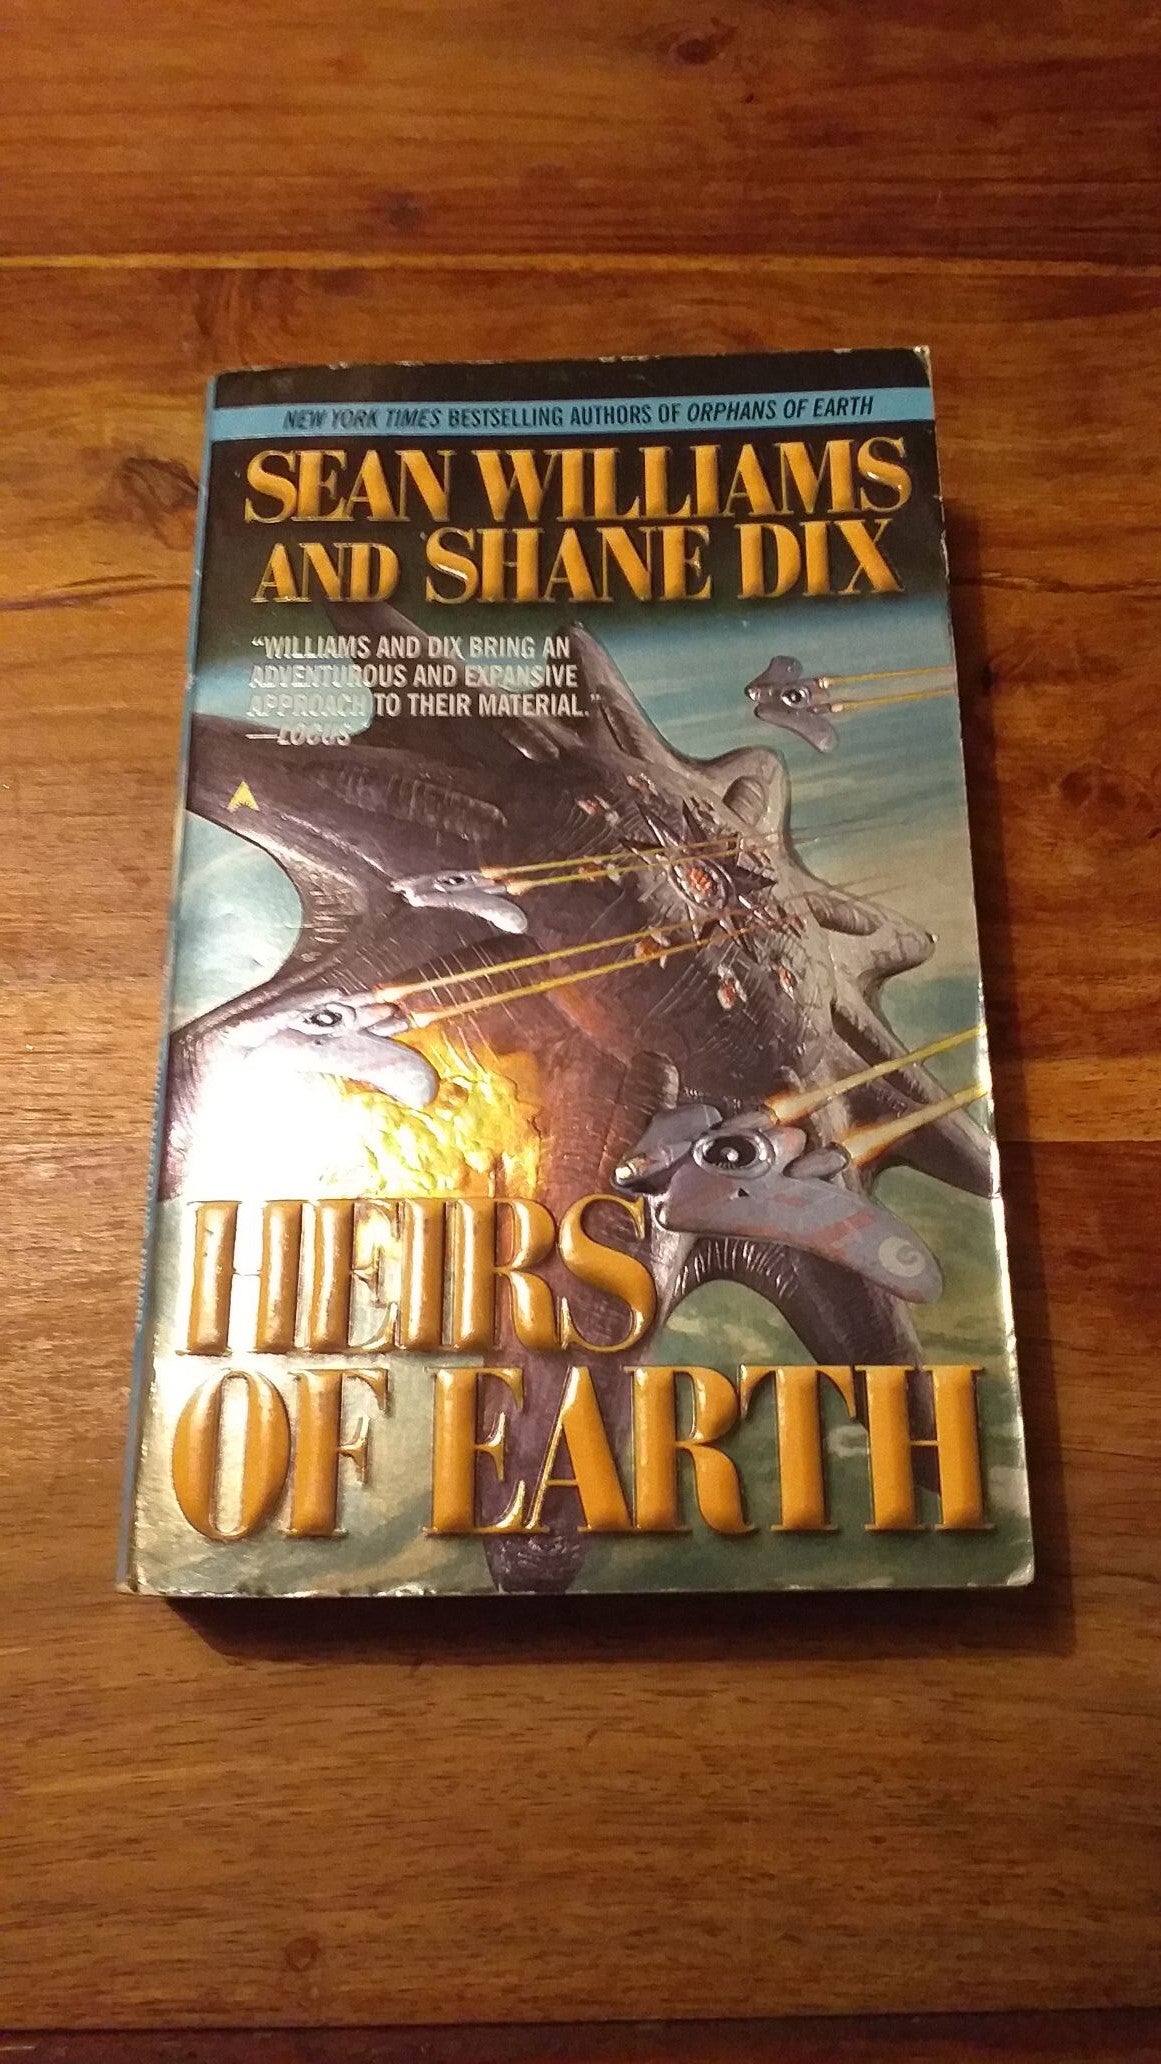 NEW YORK TIMES BESTSELLING AUTHORS OF ORPHANS OF EARTH
SEAN WILLIAMS
AND SHANE DIX
"WILLIAMS AND DIX BRING AN
ADVENTUROUS AND EXPANSIVE
APPROACH TO THEIR MATERIAL."
—LOCUS
HEIRS
OF EARTH